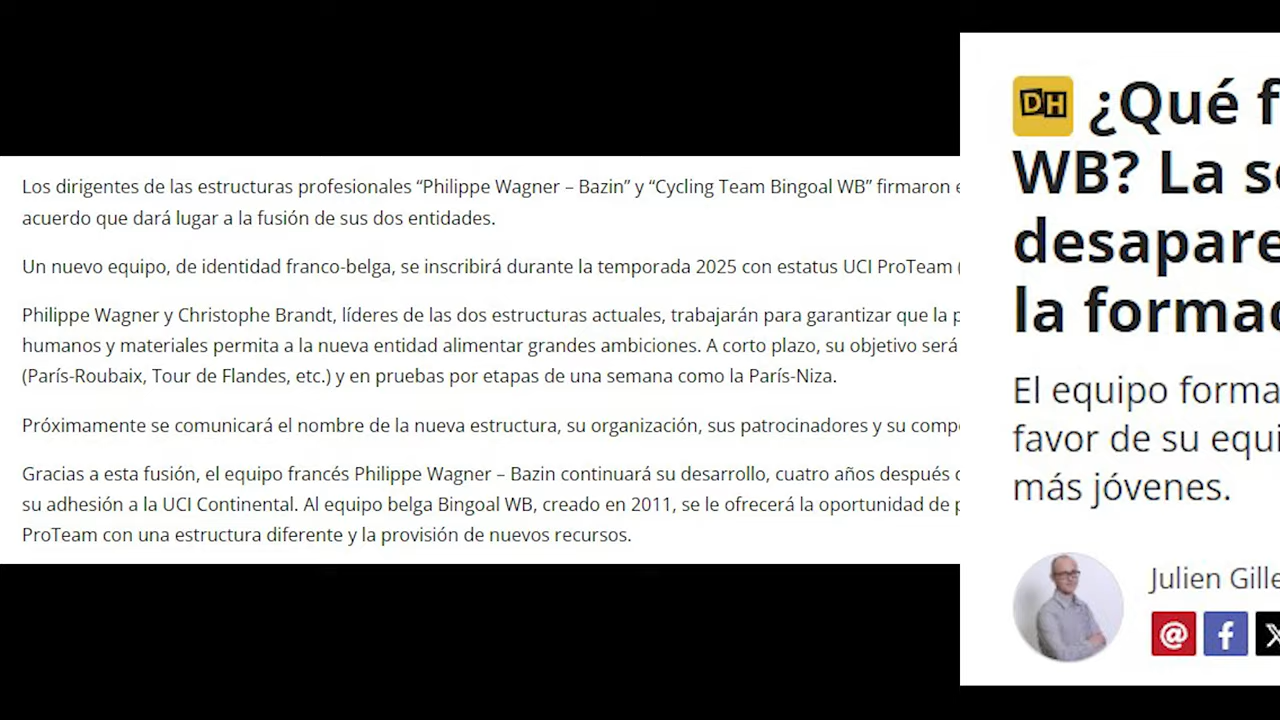 Los dirigentes de las estructuras profesionales “Philippe Wagner – Bazin” y “Cycling Team Bingoal WB” firmaron
acuerdo que dará lugar a la fusión de sus dos entidades.
Un nuevo equipo, de identidad franco-belga, se inscribirá durante la temporada 2025 con estatus UCI ProTeam (
Philippe Wagner y Christophe Brandt, líderes de las dos estructuras actuales, trabajarán para garantizar que la
humanos y materiales permita a la nueva entidad alimentar grandes ambiciones. A corto plazo, su objetivo será
(París-Roubaix, Tour de Flandes, etc.) y en pruebas por etapas de una semana como la París-Niza.
Próximamente se comunicará el nombre de la nueva estructura, su organización, sus patrocinadores y su comp
Gracias a esta fusión, el equipo francés Philippe Wagner – Bazin continuará su desarrollo, cuatro años después
su adhesión a la UCI Continental. Al equipo belga Bingoal WB, creado en 2011, se le ofrecerá la oportunidad de
ProTeam con una estructura diferente y la provisión de nuevos recursos.
DH ¿Qué f
WB? La s
desapare
la formac
El equipo forma
favor de su equi
más jóvenes.
Julien Gille